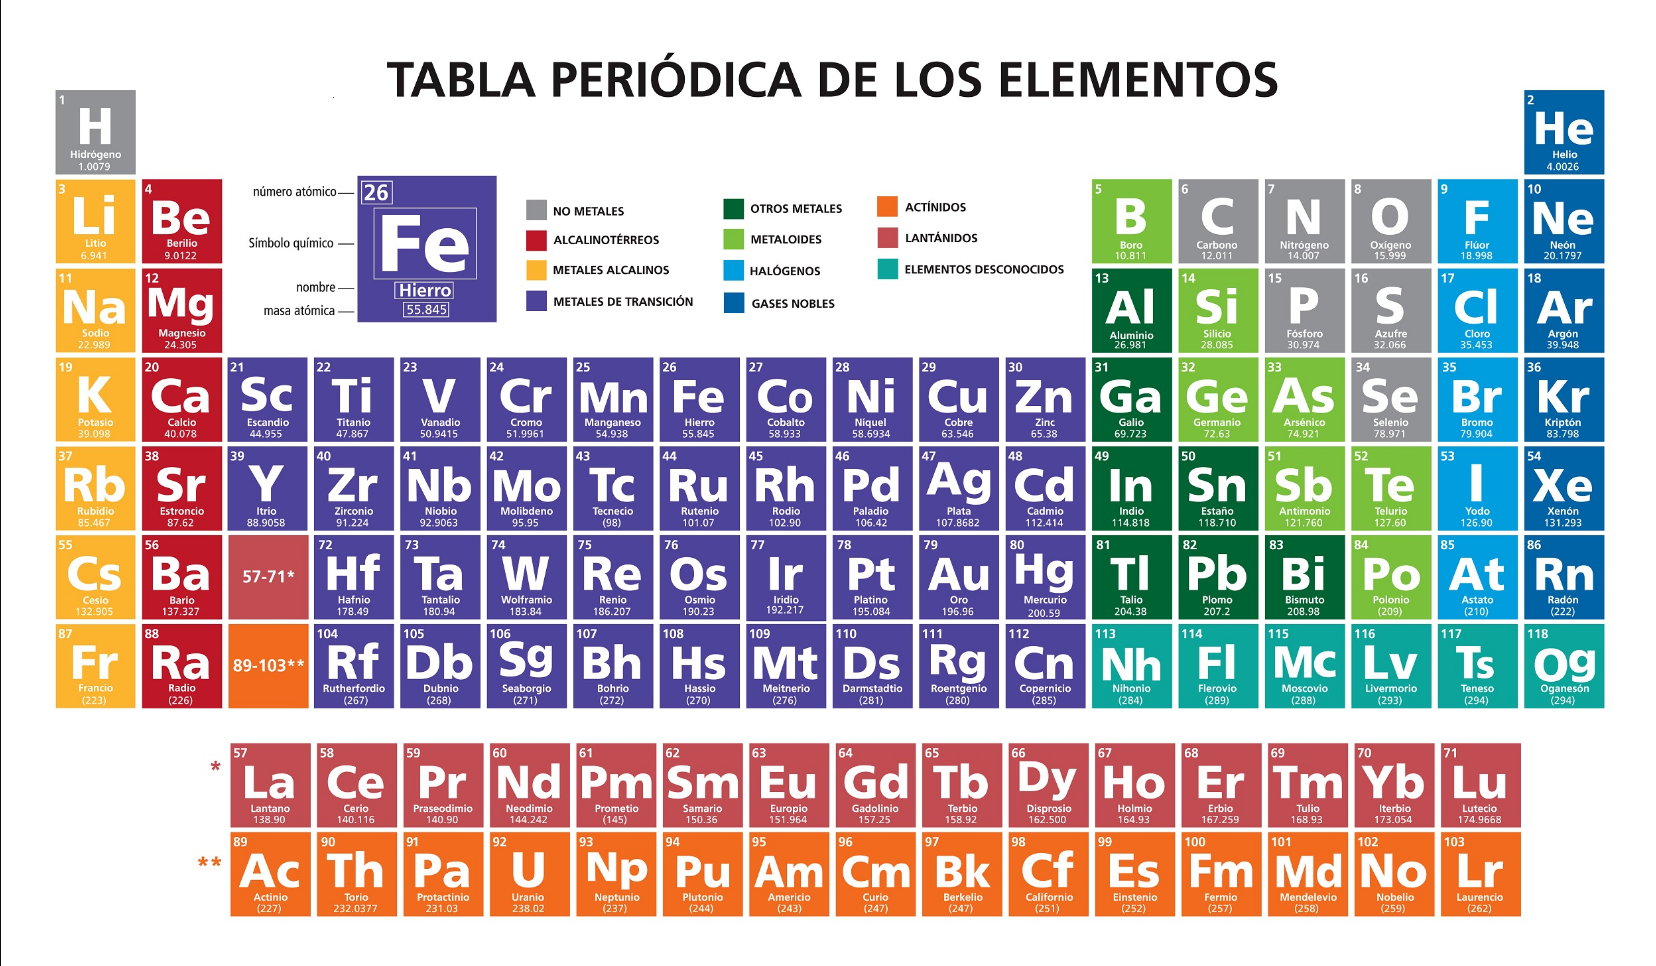 TABLA PERIÓDICA DE LOS ELEMENTOS
1
H
Hidrógeno
1.0079
2
He
Helio
4.0026
3
Li
Litio
6.941
4
Be
Berilio
9.0122
número atómico
Símbolo químico
nombre
masa atómica
26
Fe
Hierro
55.845
NO METALES
ALCALINOTÉRREOS
METALES ALCALINOS
METALES DE TRANSICIÓN
OTROS METALES
METALOIDES
HALÓGENOS
GASES NOBLES
ACTÍNIDOS
LANTÁNIDOS
ELEMENTOS DESCONOCIDOS
5
B
Boro
10.811
6
C
Carbono
12.011
7
N
Nitrógeno
14.007
8
O
Oxígeno
15.999
9
F
Flúor
18.998
10
Ne
Neón
20.1797
11
Na
Sodio
22.989
12
Mg
Magnesio
24.305
13
Al
Aluminio
26.981
14
Si
Silicio
28.085
15
P
Fósforo
30.974
16
S
Azufre
32.066
17
Cl
Cloro
35.453
18
Ar
Argón
39.948
19
K
Potasio
39.098
20
Ca
Calcio
40.078
21
Sc
Escandio
44.955
22
Ti
Titanio
47.867
23
V
Vanadio
50.9415
24
Cr
Cromo
51.9961
25
Mn
Manganeso
54.938
26
Fe
Hierro
55.845
27
Co
Cobalto
58.933
28
Ni
Níquel
58.6934
29
Cu
Cobre
63.546
30
Zn
Zinc
65.38
31
Ga
Galio
69.723
32
Ge
Germanio
72.63
33
As
Arsénico
74.921
34
Se
Selenio
78.971
35
Br
Bromo
79.904
36
Kr
Kriptón
83.798
37
Rb
Rubidio
85.467
38
Sr
Estroncio
87.62
39
Y
Itrio
88.9058
40
Zr
Zirconio
91.224
41
Nb
Niobio
92.9063
42
Mo
Molibdeno
95.95
43
Tc
Tecnecio
(98)
44
Ru
Rutenio
101.07
45
Rh
Rodio
102.90
46
Pd
Paladio
106.42
47
Ag
Plata
107.8682
48
Cd
Cadmio
112.414
49
In
Indio
114.818
50
Sn
Estaño
118.710
51
Sb
Antimonio
121.760
52
Te
Telurio
127.60
53
I
Yodo
126.90
54
Xe
Xenón
131.293
55
Cs
Cesio
132.905
56
Ba
Bario
137.327
57-71*
72
Hf
Hafnio
178.49
73
Ta
Tantalio
180.94
74
W
Wolframio
183.84
75
Re
Renio
186.207
76
Os
Osmio
190.23
77
Ir
Iridio
192.217
78
Pt
Platino
195.084
79
Au
Oro
196.96
80
Hg
Mercurio
200.59
81
Tl
Talio
204.38
82
Pb
Plomo
207.2
83
Bi
Bismuto
208.98
84
Po
Polonio
(209)
85
At
Astato
(210)
86
Rn
Radón
(222)
87
Fr
Francio
(223)
88
Ra
Radio
(226)
89-103**
104
Rf
Rutherfordio
(267)
105
Db
Dubnio
(268)
106
Sg
Seaborgio
(271)
107
Bh
Bohrio
(272)
108
Hs
Hassio
(270)
109
Mt
Meitnerio
(276)
110
Ds
Darmstadtio
(281)
111
Rg
Roentgenio
(280)
112
Cn
Copernicio
(285)
113
Nh
Nihonio
(284)
114
Fl
Flerovio
(289)
115
Mc
Moscovio
(288)
116
Lv
Livermorio
(293)
117
Ts
Teneso
(294)
118
Og
Oganesón
(294)
*
57
La
Lantano
138.90
58
Ce
Cerio
140.116
59
Pr
Praseodimio
140.90
60
Nd
Neodimio
144.242
61
Pm
Prometio
(145)
62
Sm
Samario
150.36
63
Eu
Europio
151.964
64
Gd
Gadolinio
157.25
65
Tb
Terbio
158.92
66
Dy
Disprosio
162.500
67
Ho
Holmio
164.93
68
Er
Erbio
167.259
69
Tm
Tulio
168.93
70
Yb
Iterbio
173.054
71
Lu
Lutecio
174.9668
**
89
Ac
Actinio
(227)
90
Th
Torio
232.0377
91
Pa
Protactinio
231.03
92
U
Uranio
238.02
93
Np
Neptunio
(237)
94
Pu
Plutonio
(244)
95
Am
Americio
(243)
96
Cm
Curio
(247)
97
Bk
Berkelio
(247)
98
Cf
Californio
(251)
99
Es
Einstenio
(252)
100
Fm
Fermio
(257)
101
Md
Mendelevio
(258)
102
No
Nobelio
(259)
103
Lr
Laurencio
(262)